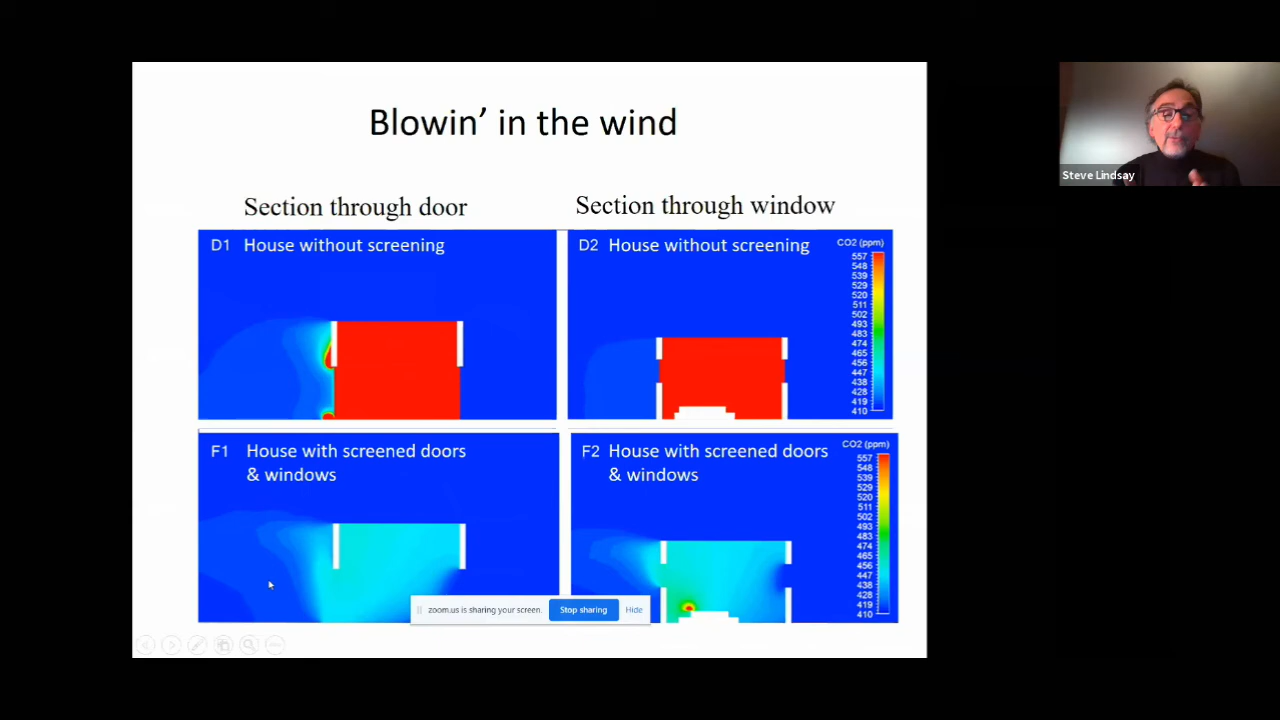 Blowin’ in the wind
Steve Lindsay
Section through door
Section through window
D1 House without screening
D2 House without screening
CO2 (ppm)
557
548
539
529
520
511
502
493
483
474
465
456
447
438
428
419
410
F1 House with screened doors
& windows
F2 House with screened doors
& windows
CO2 (ppm)
557
548
539
529
520
511
502
493
483
474
465
456
447
438
428
419
410
zoom.us is sharing your screen.
Stop sharing
Hide